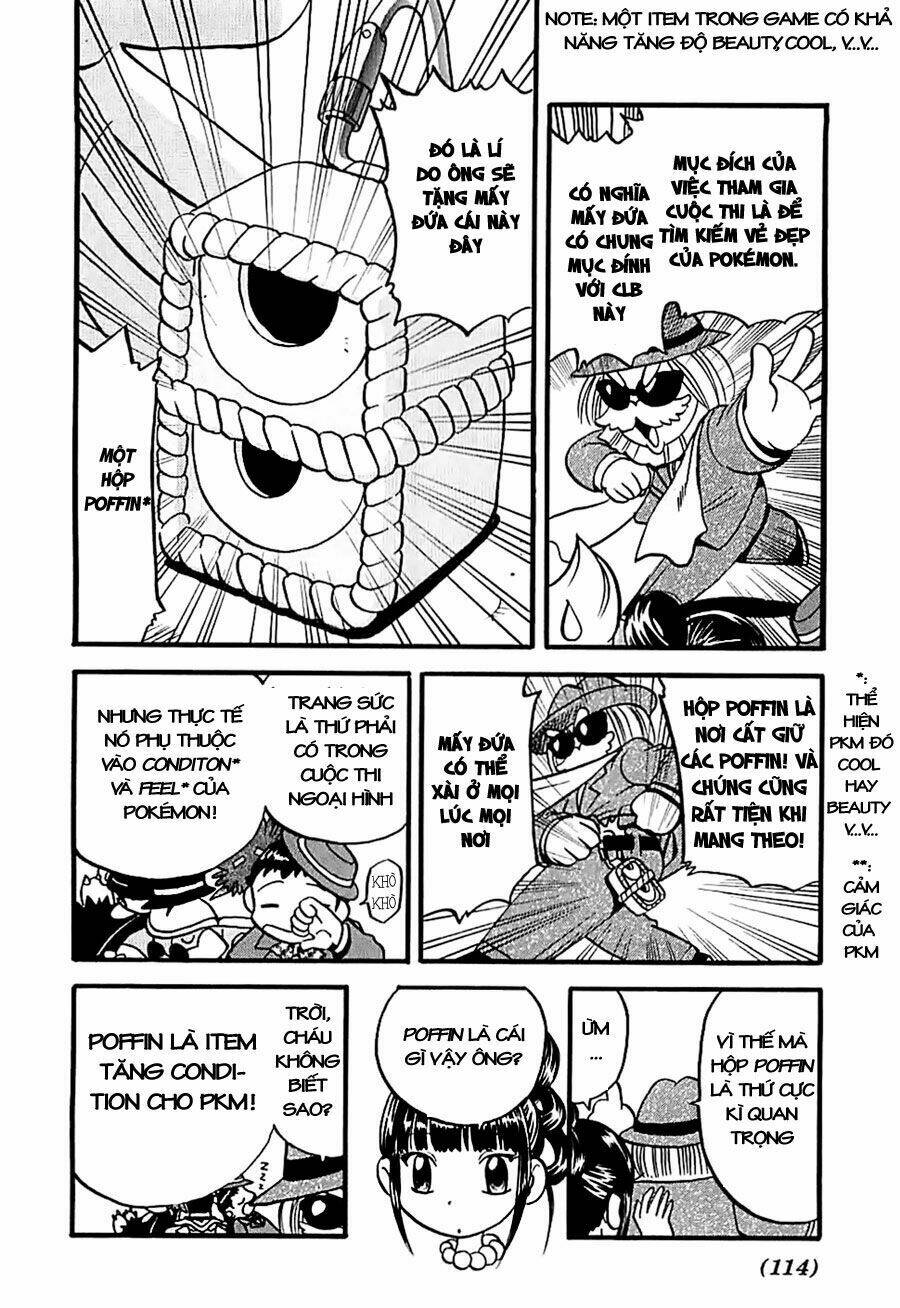 NOTE: MỘT ITEM TRONG GAME CÓ KHẢ
NĂNG TĂNG ĐỘ BEAUTY, COOL, V...V...
MỤC ĐÍCH CỦA
VIỆC THAM GIA
CUỘC THI LÀ ĐỂ
TÌM KIẾM VẺ ĐẸP
CỦA POKÉMON.
CÓ NGHĨA
MẤY ĐỨA
CÓ CHUNG
MỤC ĐÍNH
VỚI CLB
NÀY
ĐÓ LÀ LÍ
DO ÔNG SẼ
TẶNG MẤY
ĐỨA CÁI NÀY
ĐÂY
MỘT
HỘP
POFFIN*
HỘP POFFIN LÀ
NƠI CẤT GIỮ
CÁC POFFIN! VÀ
CHÚNG CŨNG
RẤT TIỆN KHI
MANG THEO!
MẤY ĐỨA
CÓ THỂ
XÀI Ở MỌI
LÚC MỌI
NƠI
TRANG SỨC
LÀ THỨ PHẢI
CÓ TRONG
CUỘC THI
NGOẠI HÌNH
NHƯNG THỰC TẾ
NÓ PHỤ THUỘC
VÀO CONDITON*
VÀ FEEL* CỦA
POKÉMON!
KHÒ
KHÒ
*:
THỂ
HIỆN
PKM ĐÓ
COOL
HAY
BEAUTY
V...V...
**:
CẢM
GIÁC
CỦA
PKM
VÌ THẾ MÀ
HỘP POFFIN
LÀ THỨ CỰC
KÌ QUAN
TRỌNG
ỪM
...
POFFIN LÀ CÁI
GÌ VẬY ÔNG?
TRỜI,
CHÁU
KHÔNG
BIẾT
SAO?
POFFIN LÀ ITEM
TĂNG CONDI-
TION CHO PKM!
ZZZ
(114)